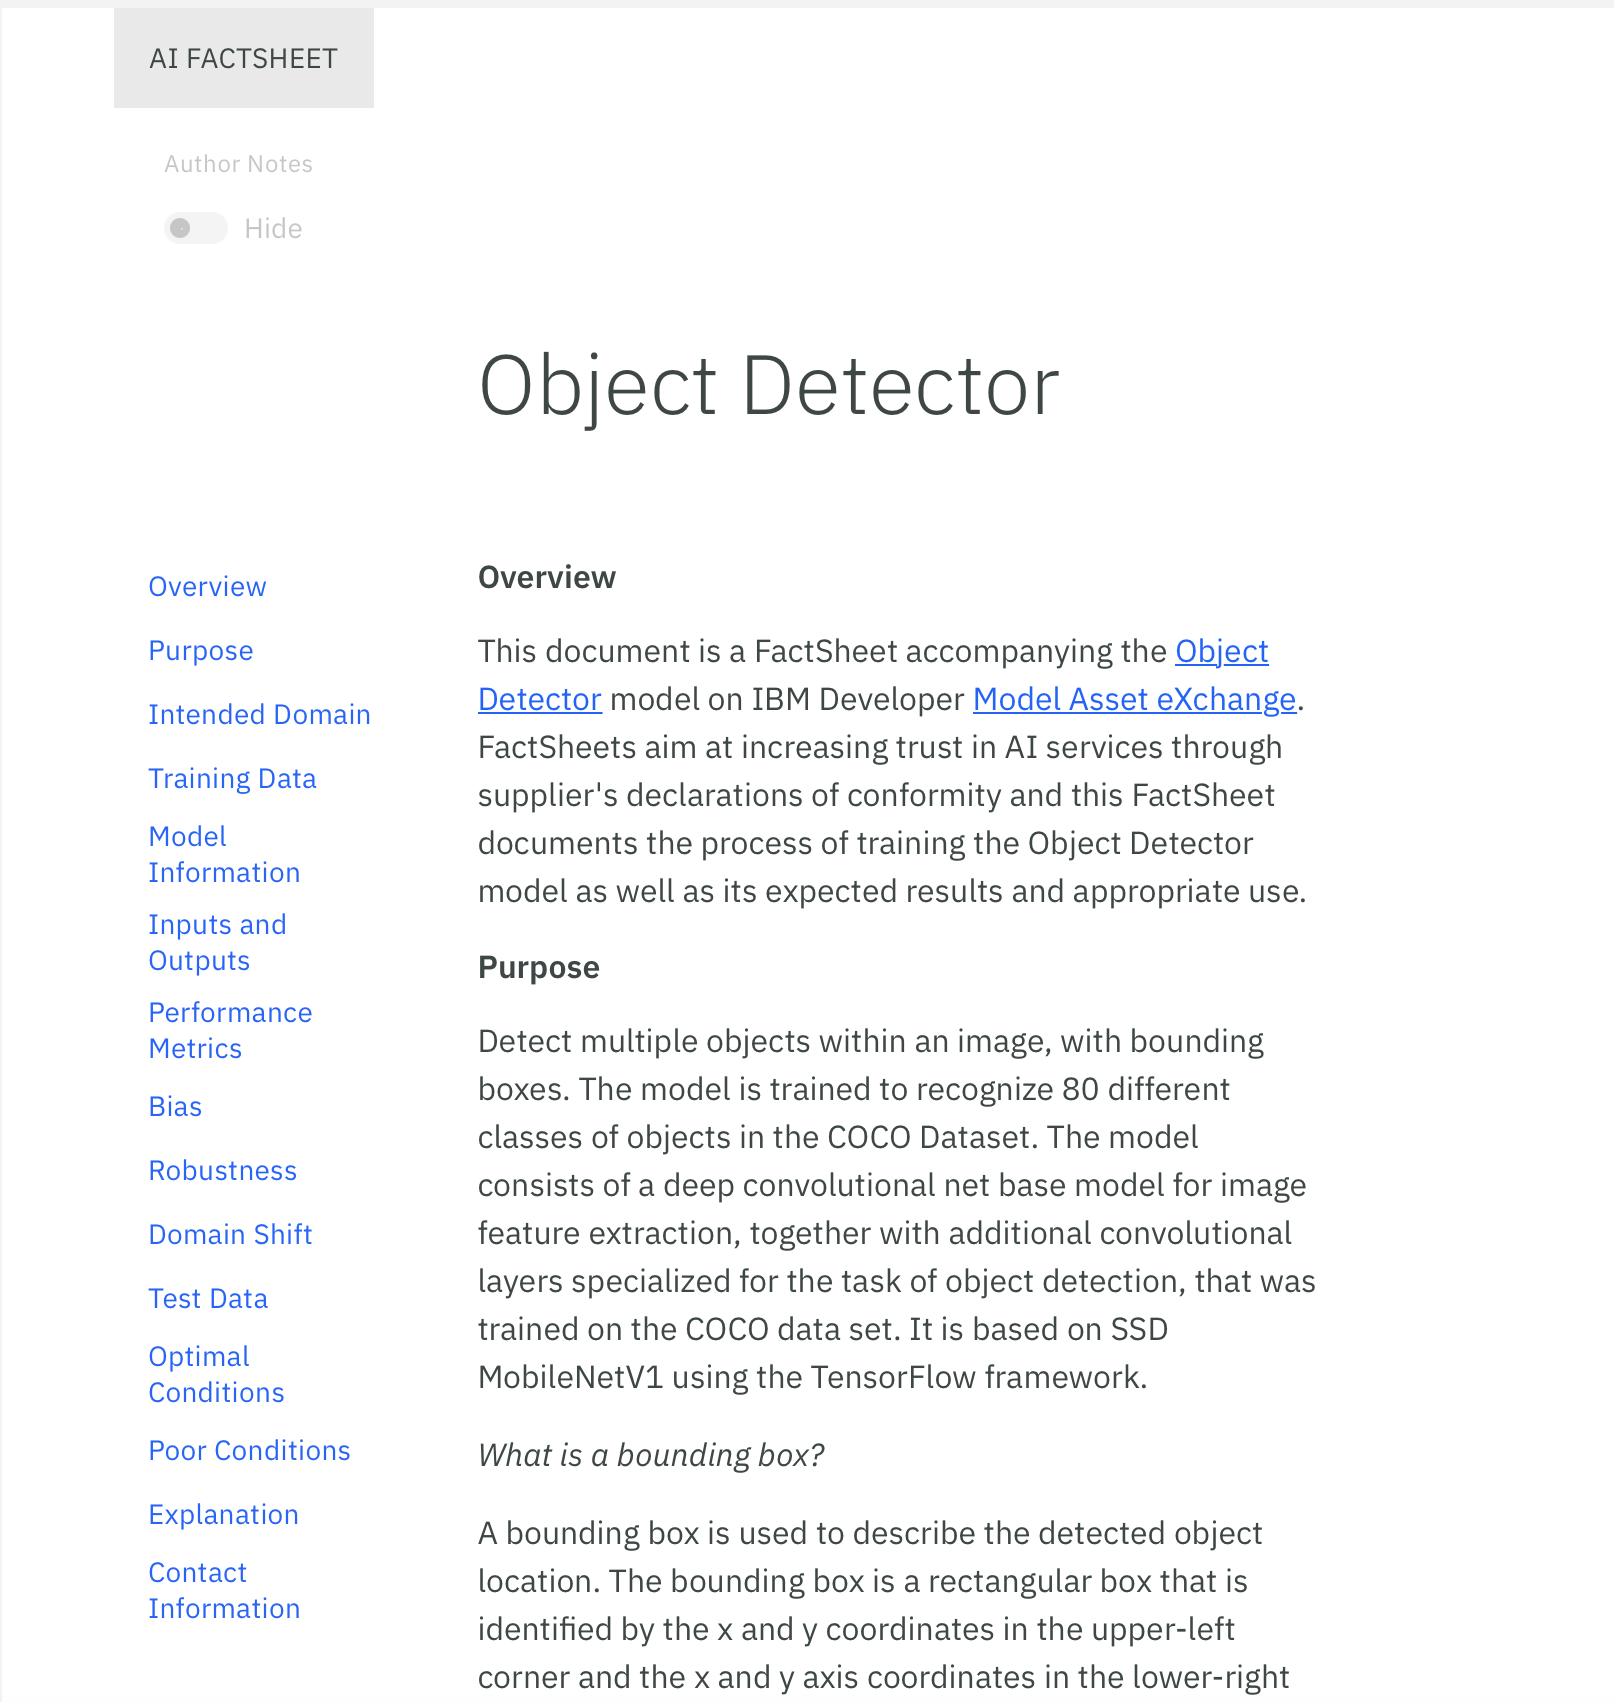 AI FACTSHEET
Author Notes
Hide
Object Detector
Overview
Purpose
Intended Domain
Training Data
Model
Information
Inputs and
Outputs
Performance
Metrics
Bias
Robustness
Domain Shift
Test Data
Optimal
Conditions
Poor Conditions
Explanation
Contact
Information
Overview
This document is a FactSheet accompanying the Object
Detector model on IBM Developer Model Asset eXchange.
FactSheets aim at increasing trust in AI services through
supplier's declarations of conformity and this FactSheet
documents the process of training the Object Detector
model as well as its expected results and appropriate use.
Purpose
Detect multiple objects within an image, with bounding
boxes. The model is trained to recognize 80 different
classes of objects in the COCO Dataset. The model
consists of a deep convolutional net base model for image
feature extraction, together with additional convolutional
layers specialized for the task of object detection, that was
trained on the COCO data set. It is based on SSD
MobileNetV1 using the TensorFlow framework.
What is a bounding box?
A bounding box is used to describe the detected object
location. The bounding box is a rectangular box that is
identified by the x and y coordinates in the upper-left
corner and the x and y axis coordinates in the lower-right